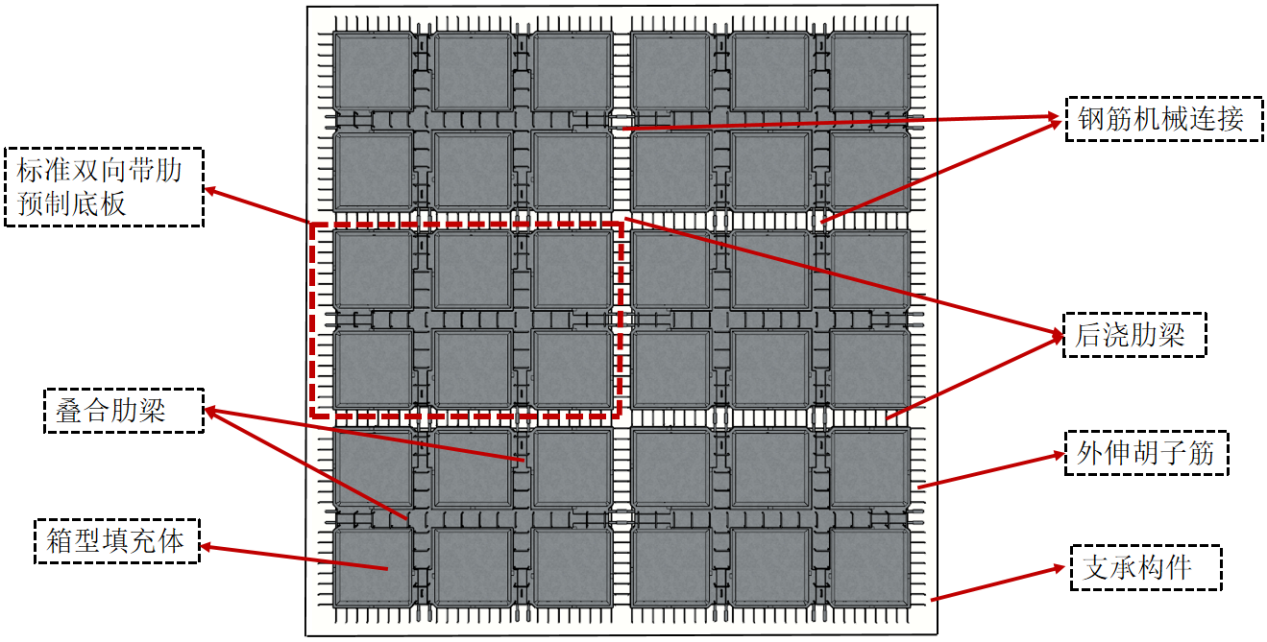 钢筋机械连接
标准双向带肋
预制底板
后浇肋梁
叠合肋梁
外伸胡子筋
箱型填充体
支承构件